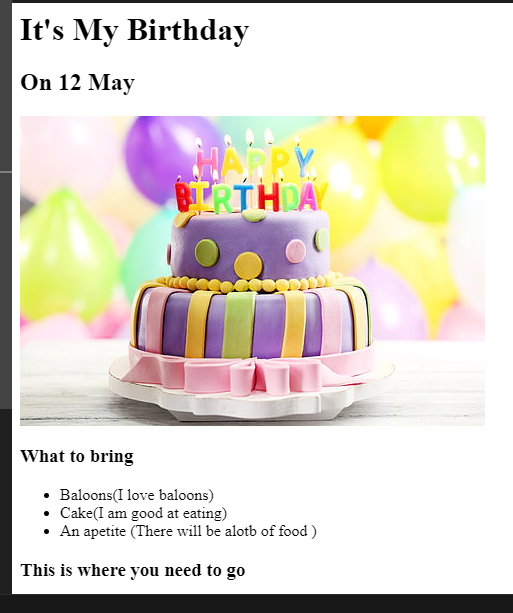 It's My Birthday
On 12 May
HAPPY
BIRTHDAY
What to bring
Baloons(I love baloons)
Cake(I am good at eating)
An apetite (There will be alotb of food )
This is where you need to go